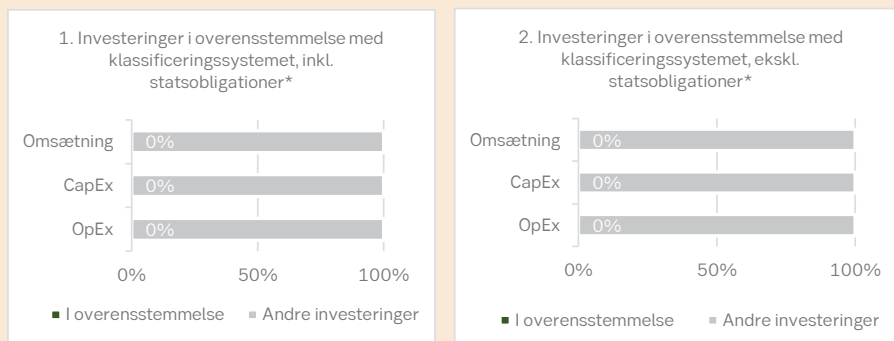 1. Investeringer i overensstemmelse med
klassificeringssystemet, inkl.
statsobligationer*
Omsætning
0%
CapEx
0%
OpEx
0%
0%
50%
100%
I overensstemmelse
Andre investeringer
2. Investeringer i overensstemmelse med
klassificeringssystemet, ekskl.
statsobligationer*
Omsætning
0%
CapEx
0%
OpEx
0%
0%
50%
100%
I overensstemmelse
Andre investeringer